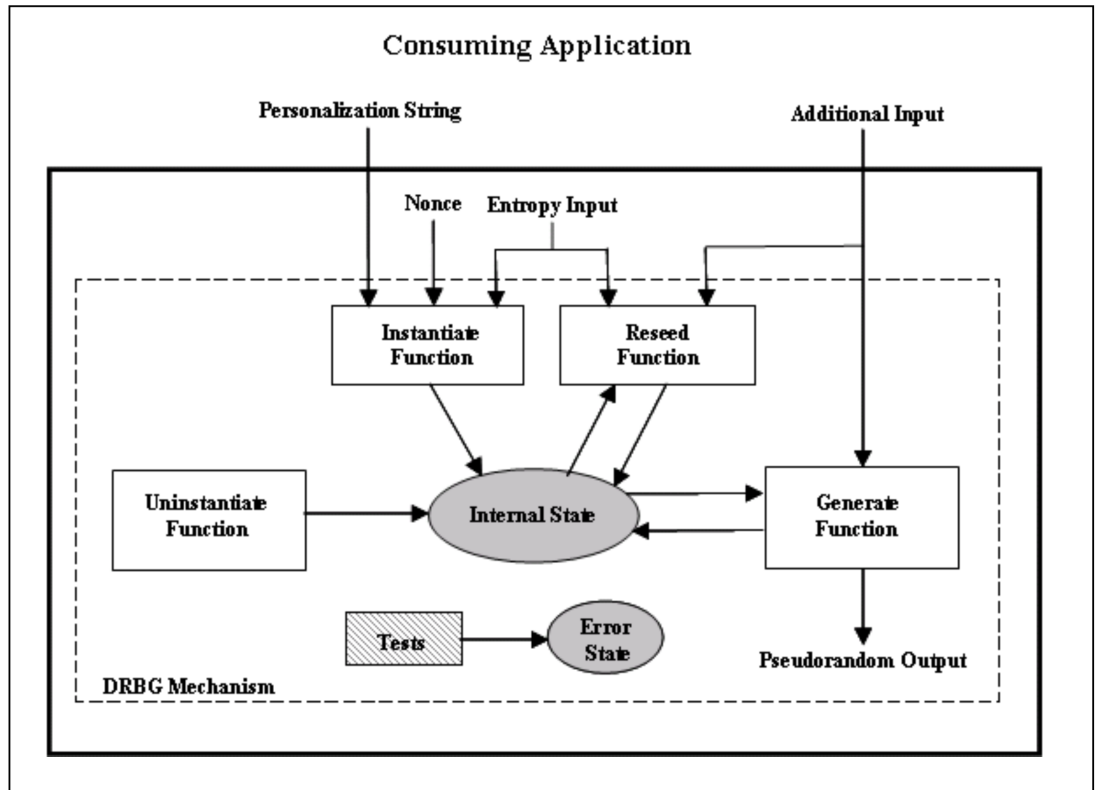 Consuming Application
Personalization String
Additional Input
Nonce
Entropy Input
Instantiate
Function
Reseed
Function
Uninstantiate
Function
Internal State
Generate
Function
Tests
Error
State
Pseudorandom Output
DRBG Mechanism